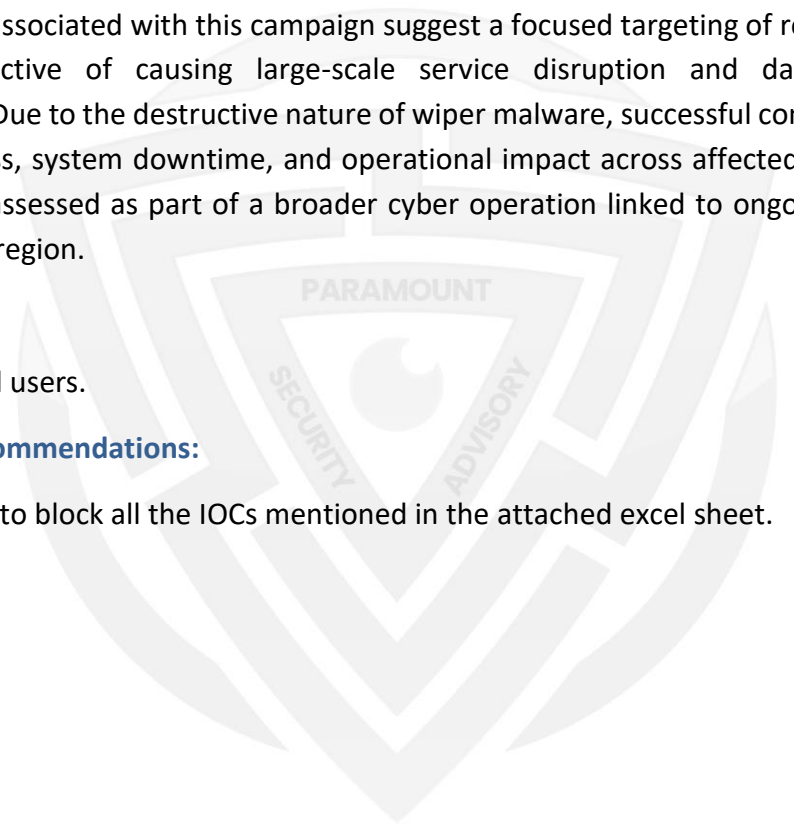 ssociated with this campaign suggest a focused targeting of r
ctive of causing large-scale service disruption and da
Due to the destructive nature of wiper malware, successful co
ss, system downtime, and operational impact across affected
assessed as part of a broader cyber operation linked to ongo
region.
PARAMOUNT
SECURITY
ADVISORY
users.
ommendations:
to block all the IOCs mentioned in the attached excel sheet.